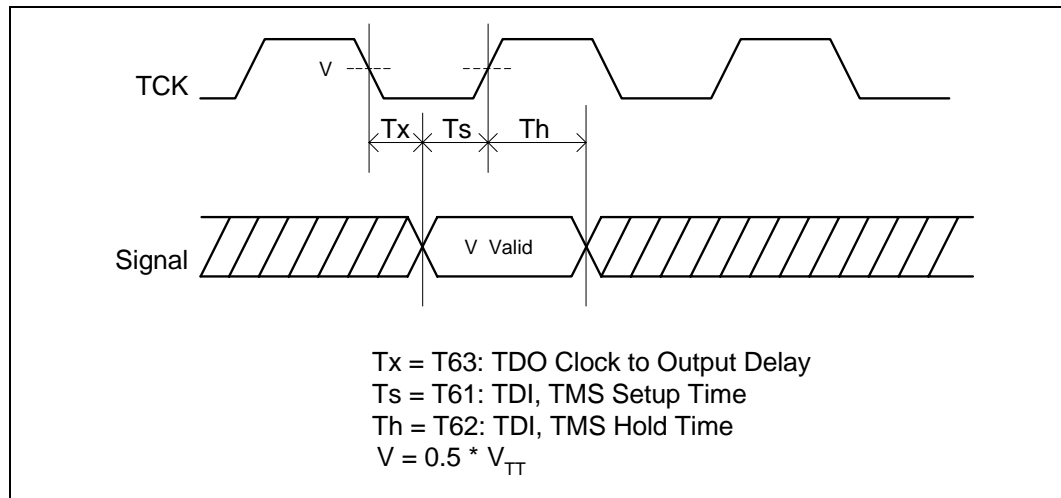 V
TCK
Tx Ts Th
Signal
V Valid
Tx = T63: TDO Clock to Output Delay
Ts = T61: TDI, TMS Setup Time
Th = T62: TDI, TMS Hold Time
V = 0.5 * VTT